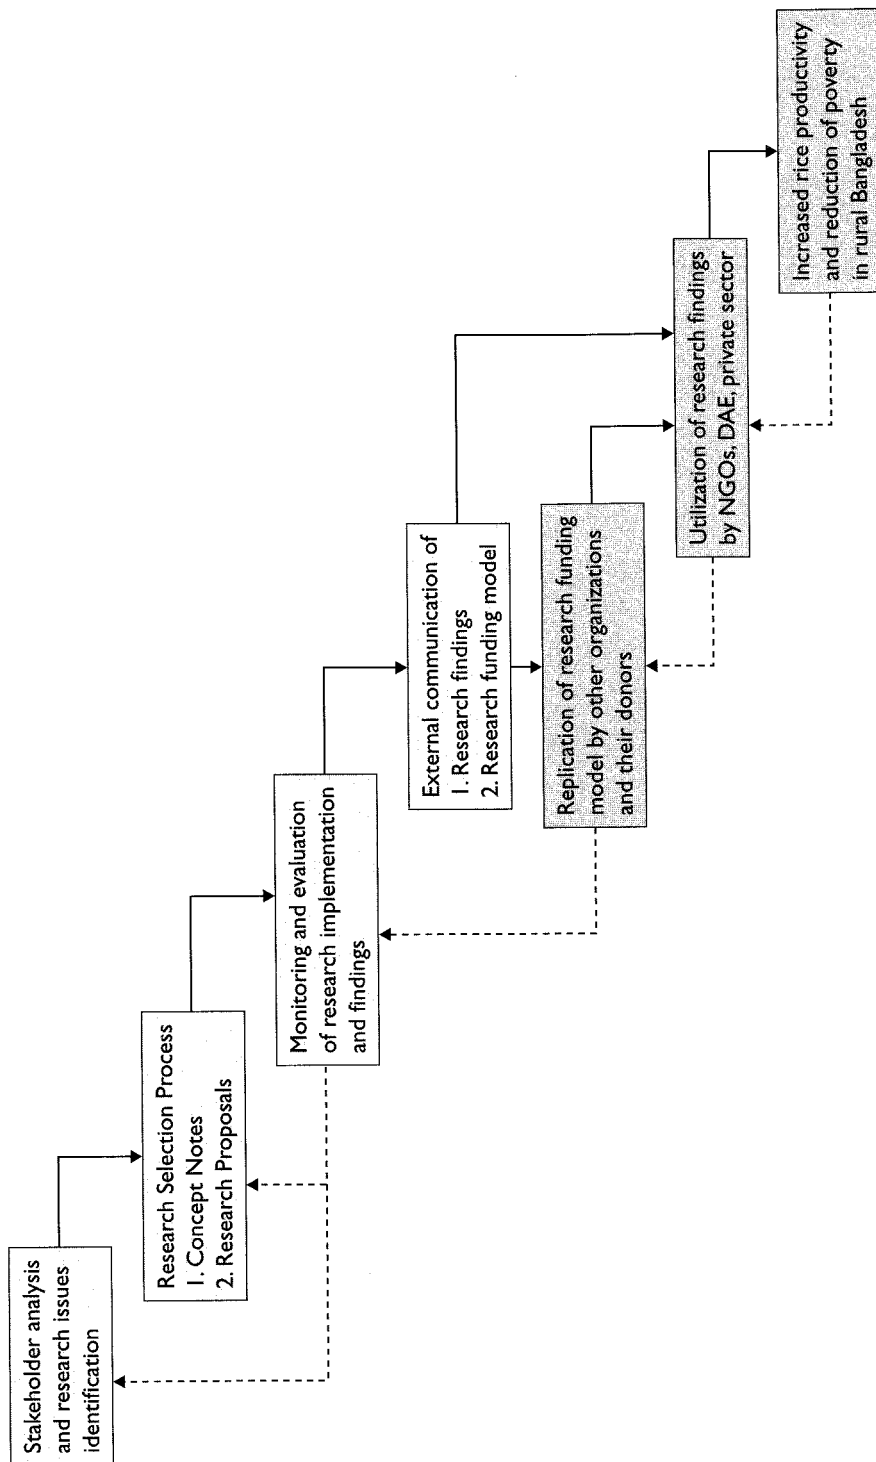 Stakeholder analysis
and research issues
identification
Research Selection Process
1. Concept Notes
2. Research Proposals
Monitoring and evaluation
of research implementation
and findings
External communication of
1. Research findings
2. Research funding model
Replication of research funding
model by other organizations
and their donors
Utilization of research findings
by NGOs, DAE, private sector
Increased rice productivity
and reduction of poverty
in rural Bangladesh